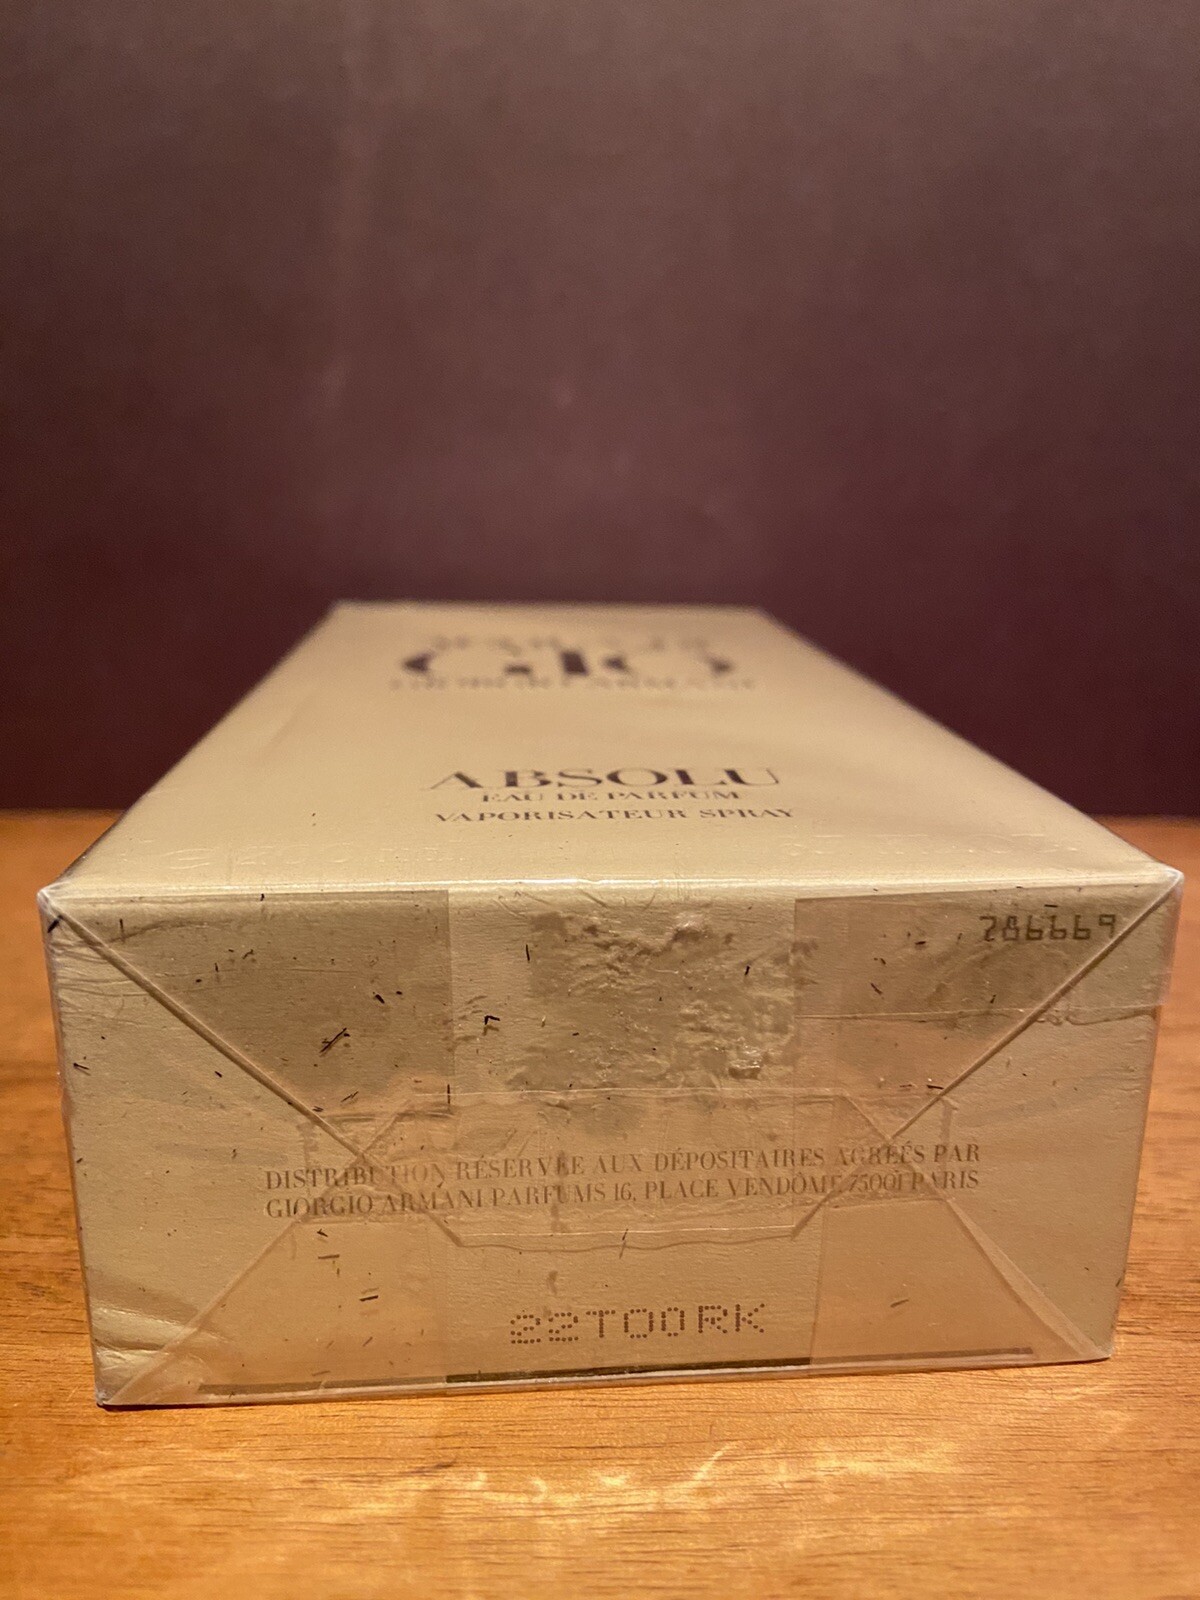 GIO
ABSOLU
EAU DE PARFUM
VAPORISATEUR SPRAY
286669
DISTRIBUTION RÉSERVÉE AUX DÉPOSITAIRES AGRÉÉS PAR
GIORGIO ARMANI PARFUMS 16, PLACE VENDÔME 75001 PARIS
22T00RK